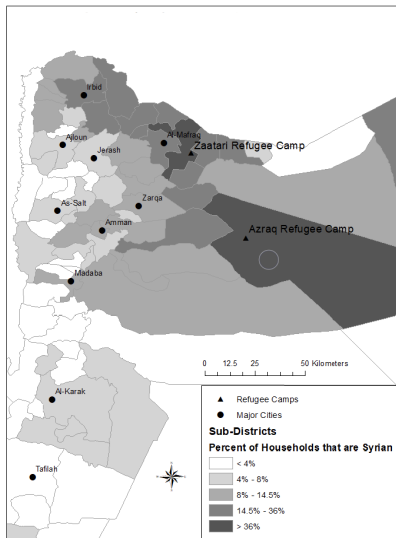 Irbid
Al-Mafraq
Zaatari Refugee Camp
Ajloun
Jerash
As-Salt
Zarqa
Amman
Azraq Refugee Camp
Madaba
0 12.5 25 50 Kilometers
Al-Karak
Tafilah
Refugee Camps
Major Cities
Sub-Districts
Percent of Households that are Syrian
< 4%
4% - 8%
8% - 14.5%
14.5% - 36%
> 36%